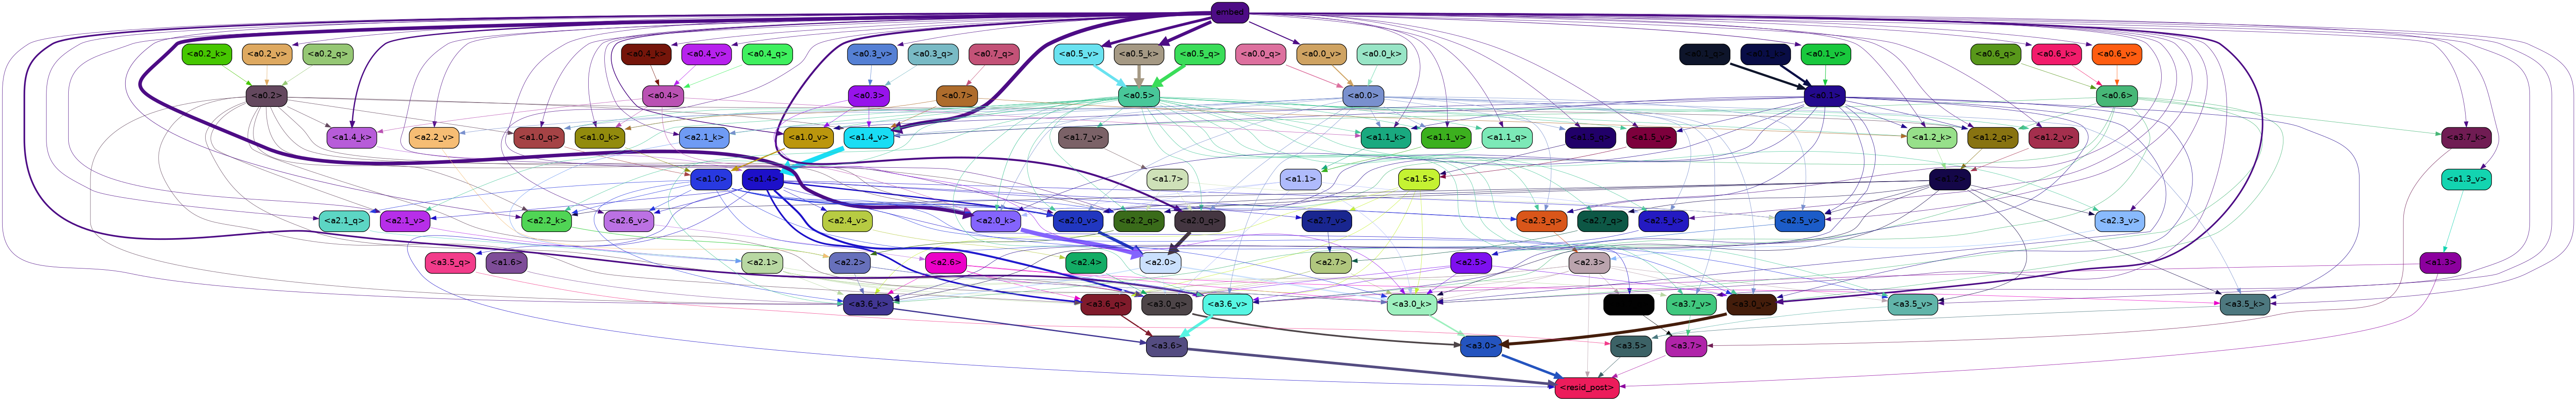 embed
<a0.2_k> <a0.2_v> <a0.2_q> <a0.4_k> <a0.4_v> <a0.4_q> <a0.3_v> <a0.3_q> <a0.7_q> <a0.5_v> <a0.5_k> <a0.5_q> <a0.0_q> <a0.0_v> <a0.0_k> <a0.1_q> <a0.1_k> <a0.1_v> <a0.6_q> <a0.6_k> <a0.6_v>
<a0.2> <a0.4> <a0.3> <a0.7> <a0.5> <a0.0> <a0.1> <a0.6>
<a1.4_k> <a2.2_v> <a1.0_q> <a1.0_k> <a2.1_k> <a1.0_v> <a1.4_v> <a1.7_v> <a1.1_k> <a1.1_v> <a1.1_q> <a1.5_v> <a1.2_k> <a1.2_q> <a1.2_v> <a3.7_k>
<a1.0> <a1.4> <a1.7> <a1.1> <a1.5> <a1.2> <a1.3_v>
<a2.1_q> <a2.1_v> <a2.2_k> <a2.6_v> <a2.4_v> <a2.0_k> <a2.0_v> <a2.2_q> <a2.0_q> <a2.7_v> <a2.3_q> <a2.7_q> <a2.5_k> <a2.5_v> <a2.3_v>
<a3.5_q> <a1.6> <a2.1> <a2.2> <a2.6> <a2.4> <a2.0> <a2.7> <a2.5> <a2.3> <a1.3>
<a3.6_k> <a3.6_q> <a3.0_q> <a3.6_v> <a3.0_k> <a3.7_v> <a3.0_v> <a3.5_v> <a3.5_k>
<a3.6> <a3.0> <a3.5> <a3.7>
<resid_post>